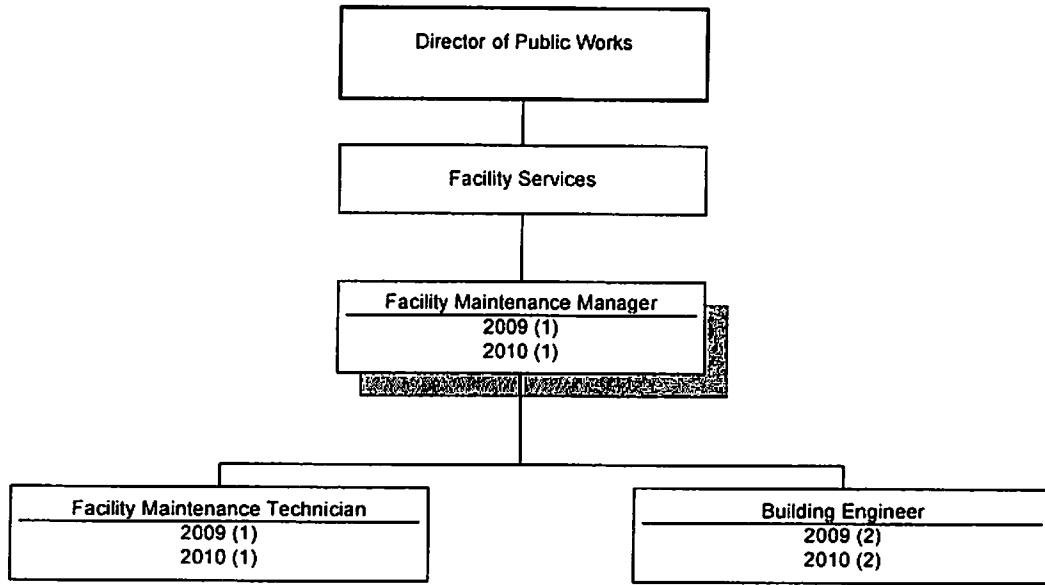 Director of Public Works
Facility Services
Facility Maintenance Manager
2009 (1)
2010 (1)
Facility Maintenance Technician
2009 (1)
2010 (1)
Building Engineer
2009 (2)
2010 (2)